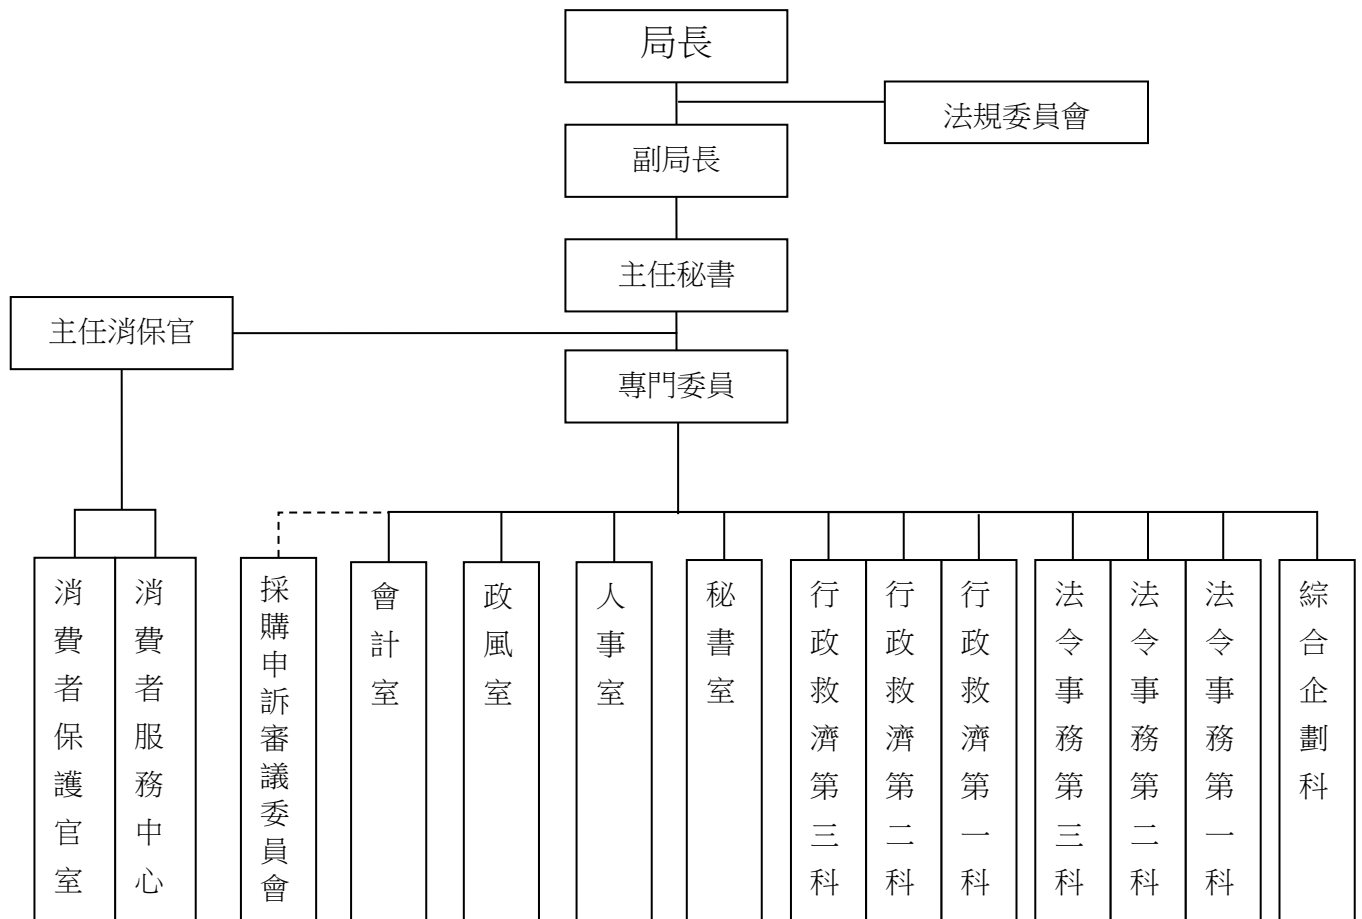 局長
法規委員會
副局長
主任秘書
主任消保官
專門委員
消費者保護官室
消費者服務中心
採購申訴審議委員會
會計室
政風室
人事室
秘書室
行政救濟第三科
行政救濟第二科
行政救濟第一科
法令事務第三科
法令事務第二科
法令事務第一科
綜合企劃科